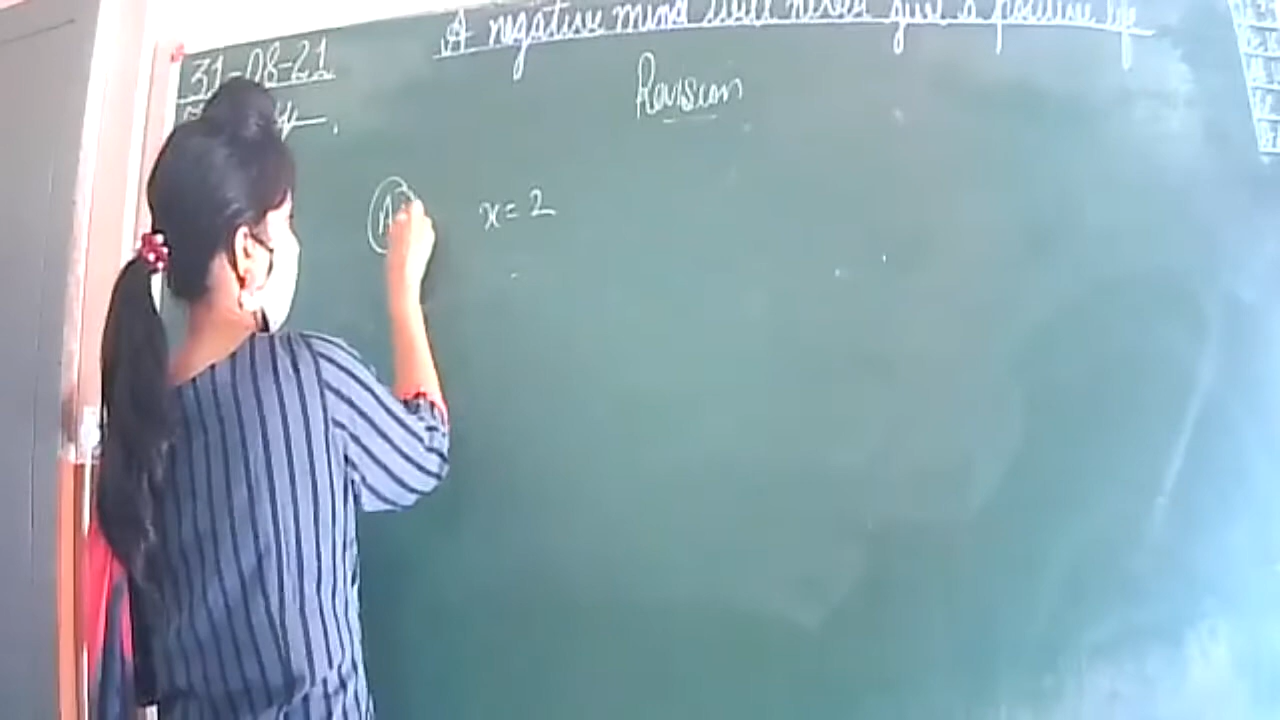 A negative mind will never give a positive life
31-08-21
Revision
A x = 2